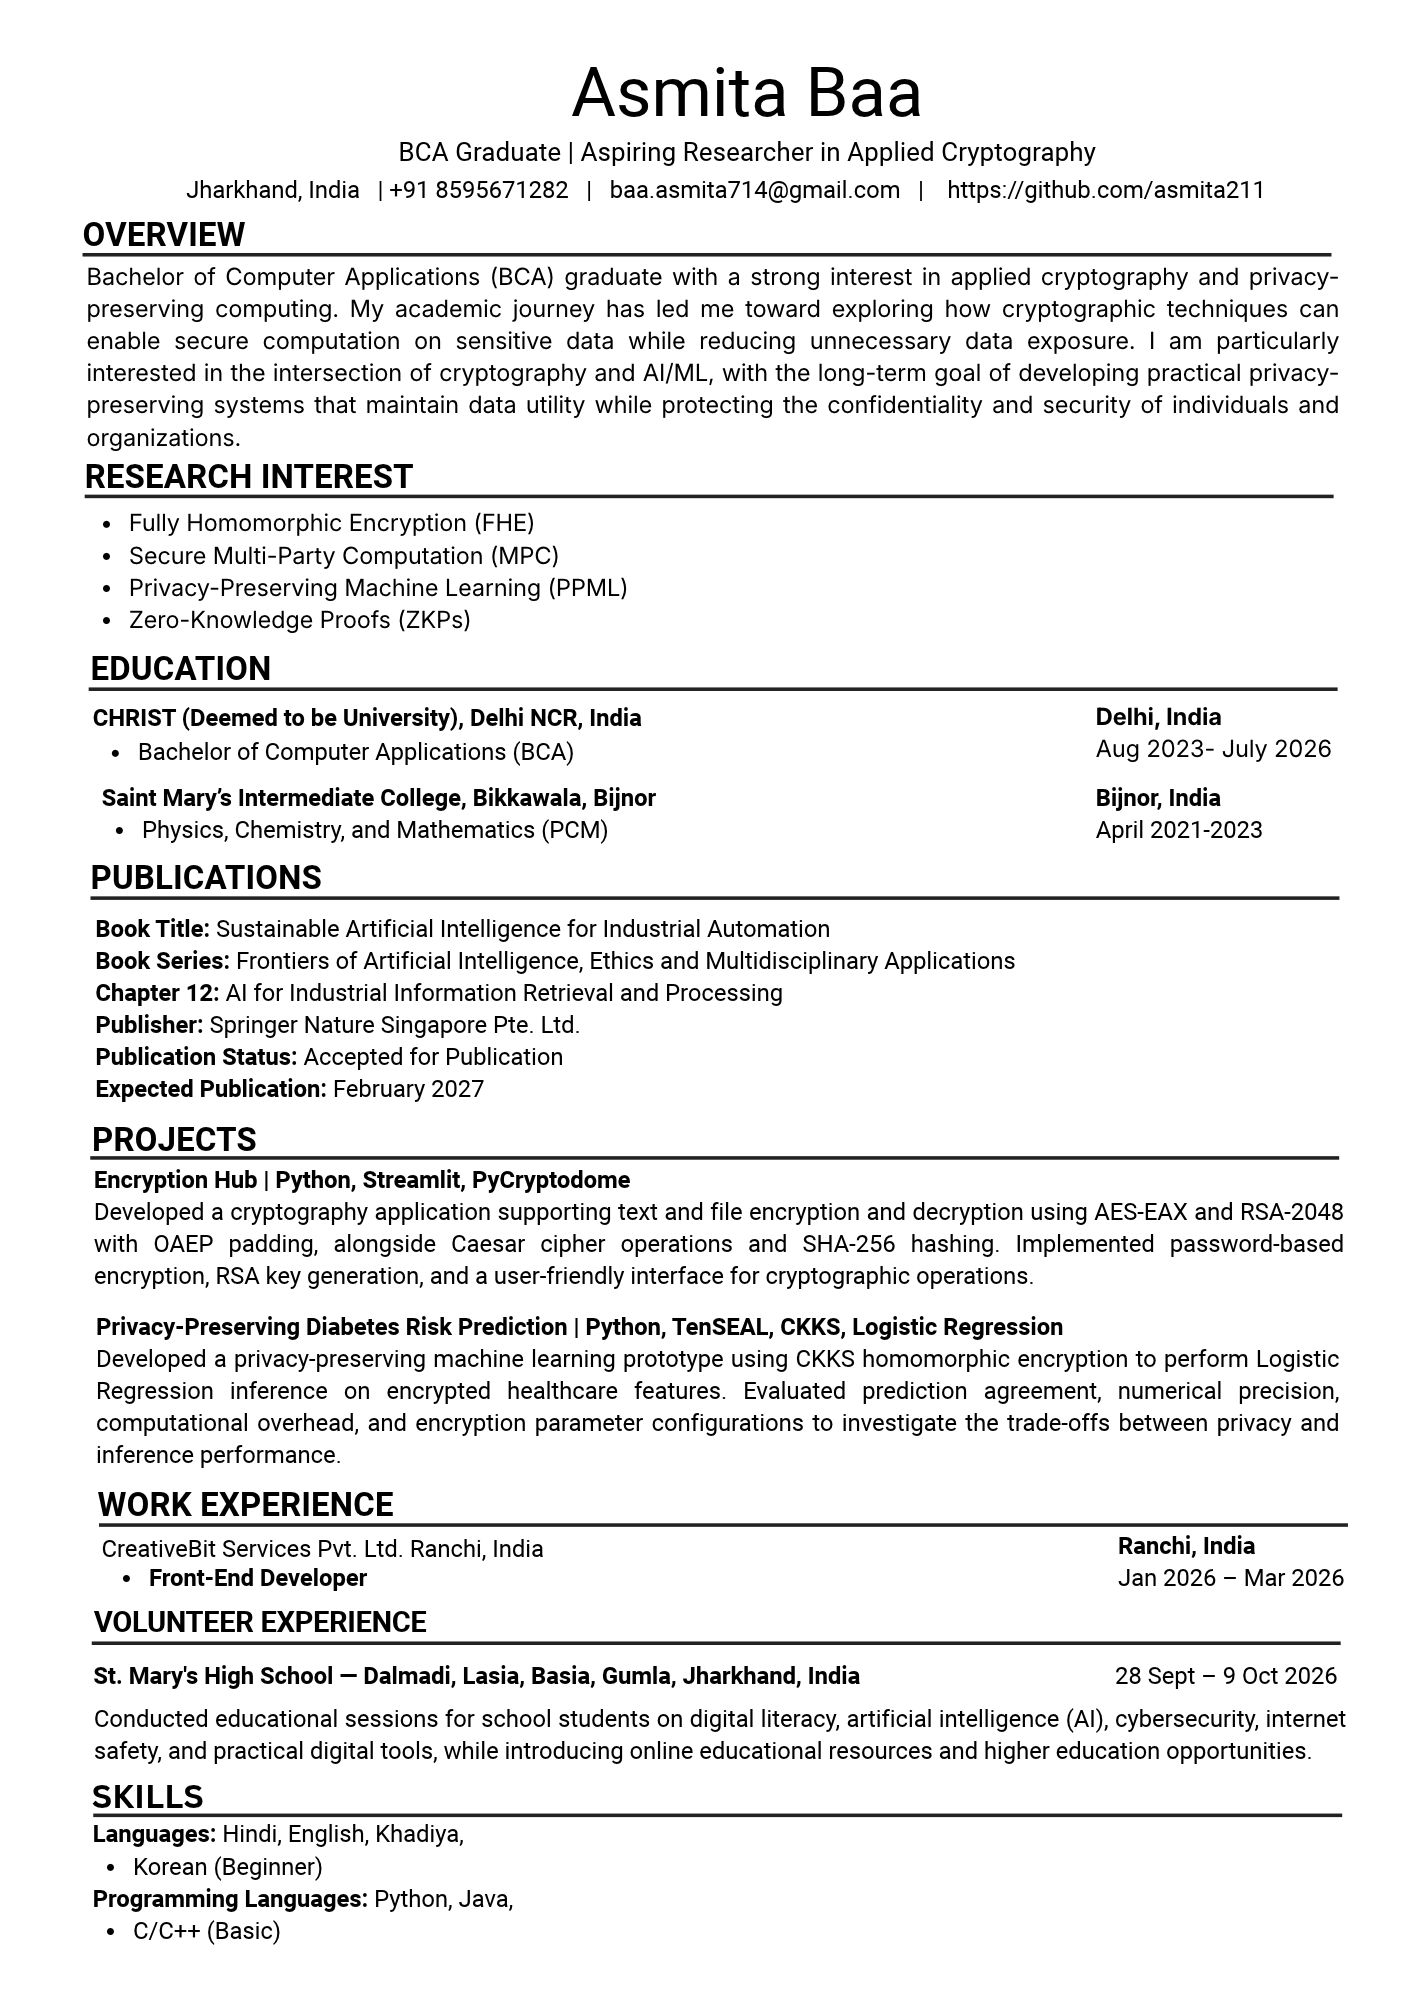 Asmita Baa
BCA Graduate | Aspiring Researcher in Applied Cryptography
Jharkhand, India | +91 8595671282 | baa.asmita714@gmail.com | https://github.com/asmita211
OVERVIEW
Bachelor of Computer Applications (BCA) graduate with a strong interest in applied cryptography and privacy-
preserving computing. My academic journey has led me toward exploring how cryptographic techniques can
enable secure computation on sensitive data while reducing unnecessary data exposure. I am particularly
interested in the intersection of cryptography and AI/ML, with the long-term goal of developing practical privacy-
preserving systems that maintain data utility while protecting the confidentiality and security of individuals and
organizations.
RESEARCH INTEREST
• Fully Homomorphic Encryption (FHE)
• Secure Multi-Party Computation (MPC)
• Privacy-Preserving Machine Learning (PPML)
• Zero-Knowledge Proofs (ZKPs)
EDUCATION
CHRIST (Deemed to be University), Delhi NCR, India Delhi, India
• Bachelor of Computer Applications (BCA) Aug 2023- July 2026
Saint Mary’s Intermediate College, Bikkawala, Bijnor Bijnor, India
• Physics, Chemistry, and Mathematics (PCM) April 2021-2023
PUBLICATIONS
Book Title: Sustainable Artificial Intelligence for Industrial Automation
Book Series: Frontiers of Artificial Intelligence, Ethics and Multidisciplinary Applications
Chapter 12: AI for Industrial Information Retrieval and Processing
Publisher: Springer Nature Singapore Pte. Ltd.
Publication Status: Accepted for Publication
Expected Publication: February 2027
PROJECTS
Encryption Hub | Python, Streamlit, PyCryptodome
Developed a cryptography application supporting text and file encryption and decryption using AES-EAX and RSA-2048
with OAEP padding, alongside Caesar cipher operations and SHA-256 hashing. Implemented password-based
encryption, RSA key generation, and a user-friendly interface for cryptographic operations.
Privacy-Preserving Diabetes Risk Prediction | Python, TenSEAL, CKKS, Logistic Regression
Developed a privacy-preserving machine learning prototype using CKKS homomorphic encryption to perform Logistic
Regression inference on encrypted healthcare features. Evaluated prediction agreement, numerical precision,
computational overhead, and encryption parameter configurations to investigate the trade-offs between privacy and
inference performance.
WORK EXPERIENCE
CreativeBit Services Pvt. Ltd. Ranchi, India Ranchi, India
• Front-End Developer Jan 2026 – Mar 2026
VOLUNTEER EXPERIENCE
St. Mary's High School — Dalmadi, Lasia, Basia, Gumla, Jharkhand, India 28 Sept – 9 Oct 2026
Conducted educational sessions for school students on digital literacy, artificial intelligence (AI), cybersecurity, internet
safety, and practical digital tools, while introducing online educational resources and higher education opportunities.
SKILLS
Languages: Hindi, English, Khadiya,
• Korean (Beginner)
Programming Languages: Python, Java,
• C/C++ (Basic)